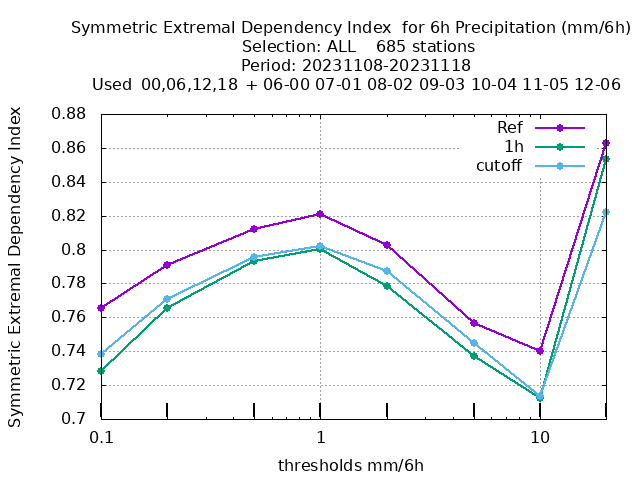 Symmetric Extremal Dependency Index  for 6h Precipitation (mm/6h)
Selection: ALL    685 stations
Period: 20231108-20231118
Used  00,06,12,18  + 06-00 07-01 08-02 09-03 10-04 11-05 12-06
Symmetric Extremal Dependency Index
0.88
0.86
0.84
0.82
0.8
0.78
0.76
0.74
0.72
0.7
Ref
1h
cutoff
0.1
1
10
thresholds mm/6h